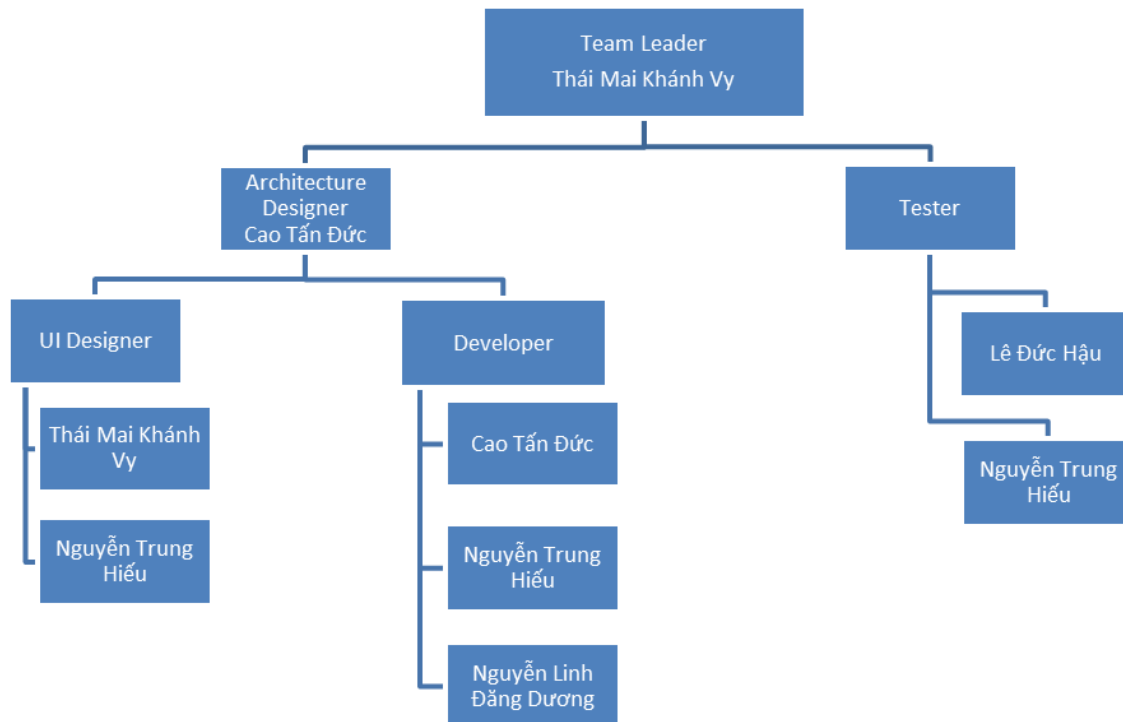 Team Leader
Thái Mai Khánh Vy
Architecture
Designer
Cao Tấn Đức
Tester
UI Designer
Developer
Lê Đức Hậu
Thái Mai Khánh
Vy
Cao Tấn Đức
Nguyễn Trung
Hiếu
Nguyễn Trung
Hiếu
Nguyễn Trung
Hiếu
Nguyễn Linh
Đăng Dương